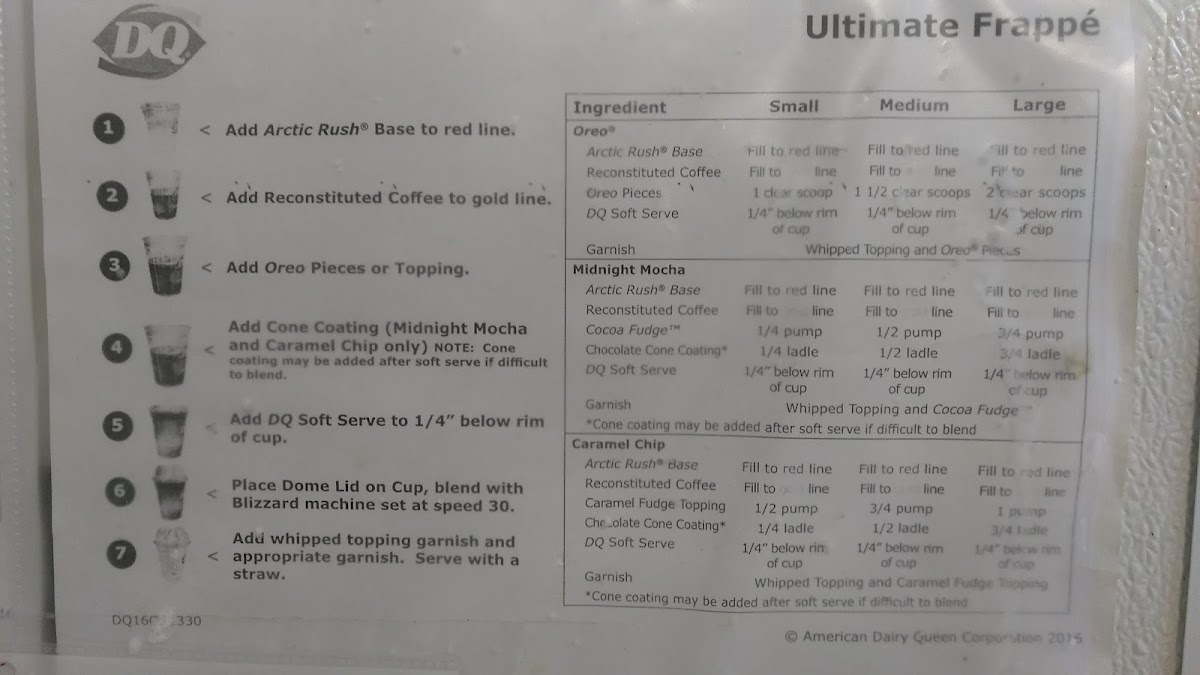 DQ®
Ultimate Frappé
1 < Add Arctic Rush® Base to red line.
2 < Add Reconstituted Coffee to gold line.
3 < Add Oreo Pieces or Topping.
4 < Add Cone Coating (Midnight Mocha
and Caramel Chip only) NOTE: Cone
coating may be added after soft serve if difficult
to blend.
5 < Add DQ Soft Serve to 1/4" below rim
of cup.
6 < Place Dome Lid on Cup, blend with
Blizzard machine set at speed 30.
7 < Add whipped topping garnish and
appropriate garnish. Serve with a
straw.
Ingredient Small Medium Large
Oreo®
Arctic Rush® Base Fill to red line Fill to red line Fill to red line
Reconstituted Coffee Fill to line Fill to line Fill to line
Oreo Pieces 1 clear scoop 1 1/2 clear scoops 2 clear scoops
DQ Soft Serve 1/4" below rim 1/4" below rim 1/4 below rim
of cup of cup of cup
Garnish Whipped Topping and Oreo® Pieces
Midnight Mocha
Arctic Rush® Base Fill to red line Fill to red line Fill to red line
Reconstituted Coffee Fill to line Fill to line Fill to line
Cocoa Fudge™ 1/4 pump 1/2 pump 3/4 pump
Chocolate Cone Coating* 1/4 ladle 1/2 ladle 3/4 ladle
DQ Soft Serve 1/4" below rim 1/4" below rim 1/4" below rim
of cup of cup of cup
Garnish Whipped Topping and Cocoa Fudge
*Cone coating may be added after soft serve if difficult to blend
Caramel Chip
Arctic Rush® Base Fill to red line Fill to red line Fill to red line
Reconstituted Coffee Fill to line Fill to line Fill to line
Caramel Fudge Topping 1/2 pump 3/4 pump 1 pump
Chocolate Cone Coating* 1/4 ladle 1/2 ladle 3/4 ladle
DQ Soft Serve 1/4" below rim 1/4" below rim 1/4" below rim
of cup of cup of cup
Garnish Whipped Topping and Caramel Fudge Topping
*Cone coating may be added after soft serve if difficult to blend
© American Dairy Queen Corporation